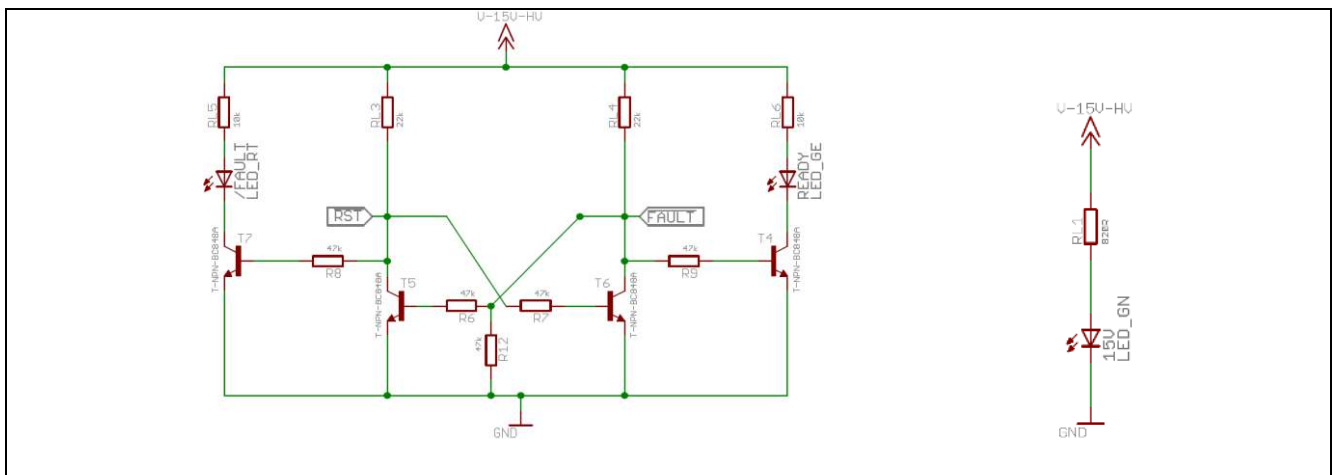 V-15V-HV
RL5
10k
RL3
22k
RL4
22k
RL6
10k
/FAULT
LED_RT
READY
LED_GE
RST
FAULT
T7
T-NPN-BC848A
47k
R8
T5
T-NPN-BC848A
47k
R6
47k
R7
T6
T-NPN-BC848A
47k
R9
T4
T-NPN-BC848A
47k
R12
GND
V-15V-HV
RL1
820R
15V
LED_GN
GND